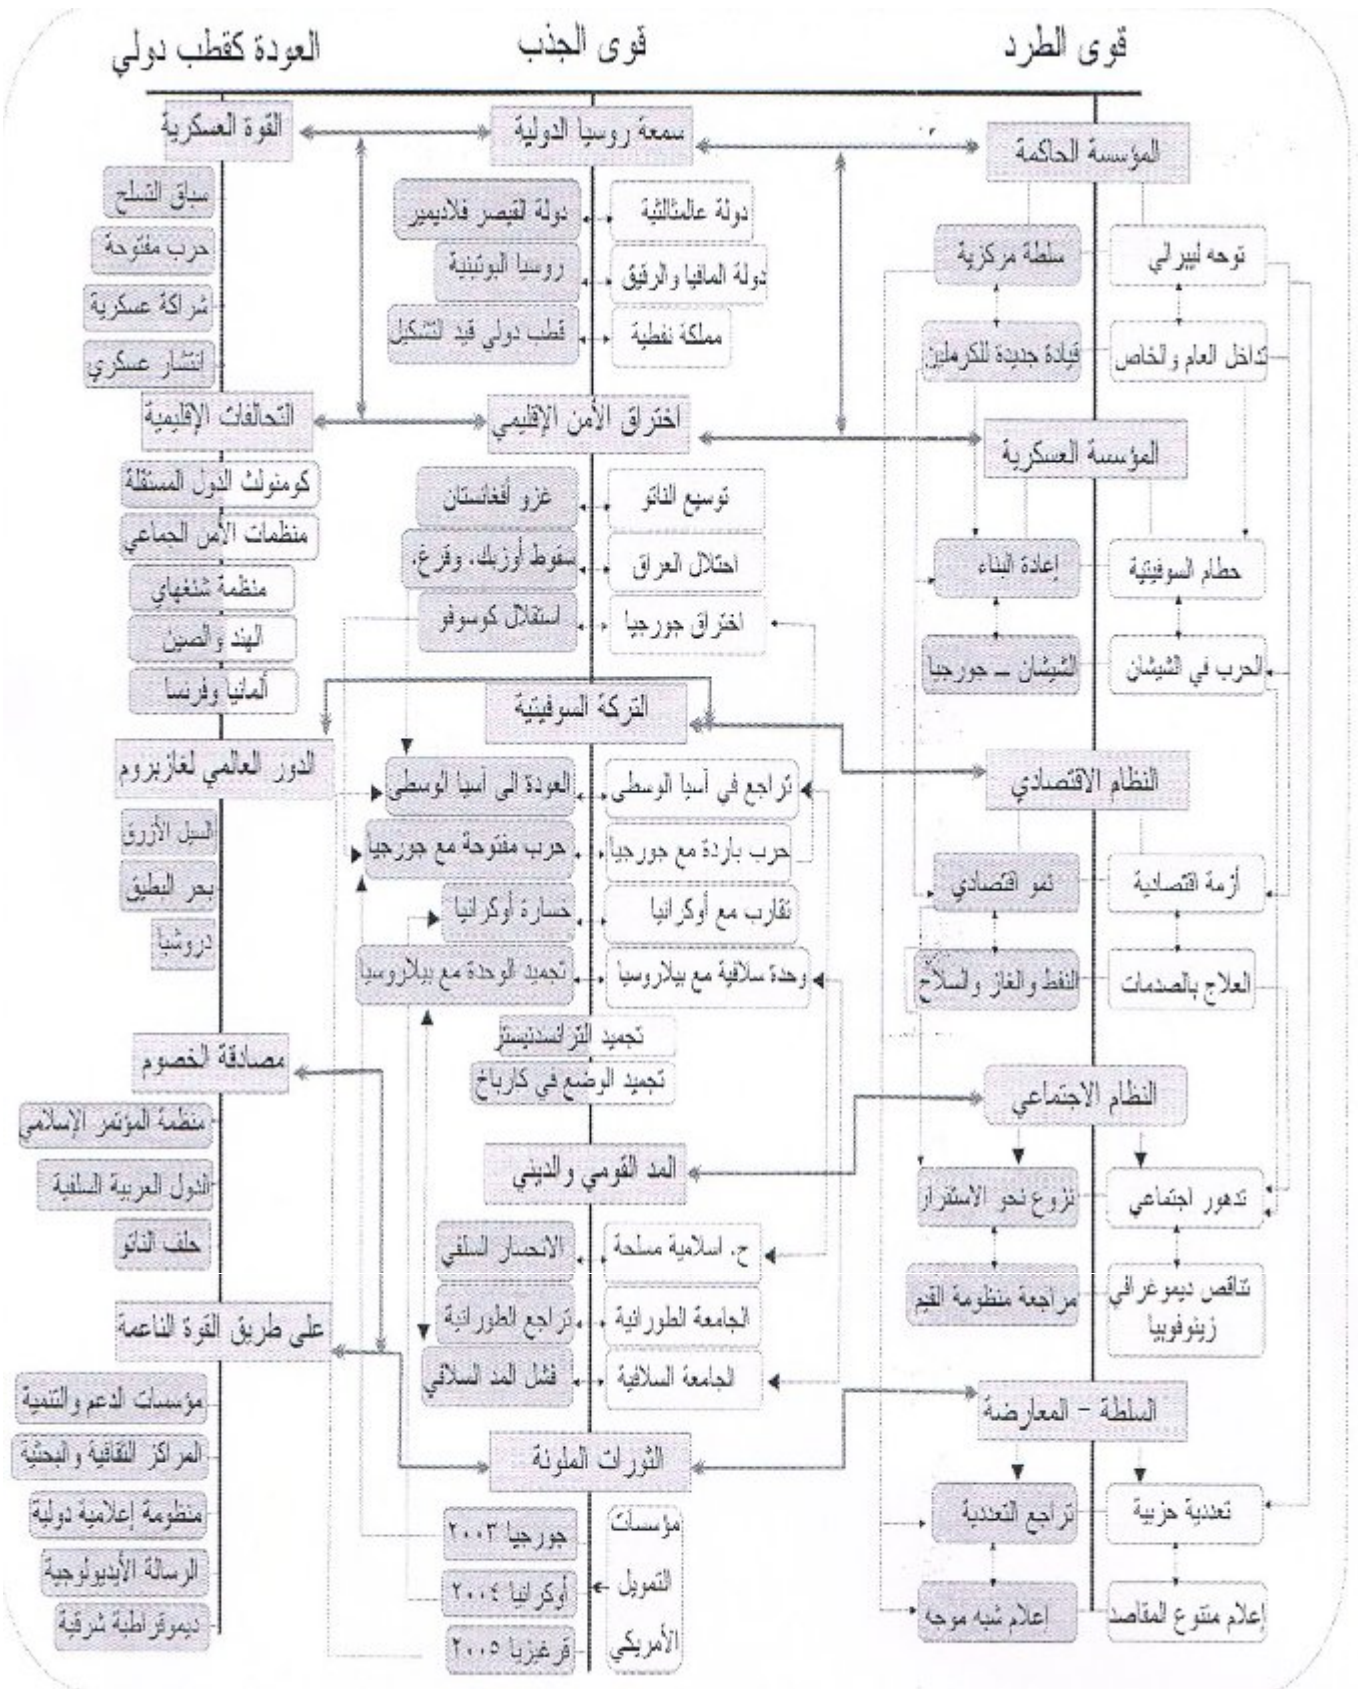 قوى الطرد
المؤسسة الحاكمة
توحه ليبرالي
سلطة مركزية
تداخل العام والخاص
قيادة جديدة للكرملين
المؤسسة العسكرية
حطام السوفيتية
إعادة البناء
الحرب في الشيشان
الشيشان – جورجيا
النظام الاقتصادي
أزمة اقتصادية
نمو اقتصادي
العلاج بالصدمات
النفط والغاز والسلاح
النظام الاجتماعي
تدهور اجتماعي
نزوع نحو الاستقرار
تناقص ديموغرافي
زينوفوبيا
مراجعة منظومة القيم
السلطة - المعارضة
تعددية حزبية
تراجع التعددية
إعلام متنوع المقاصد
إعلام شبه موجه
قوى الجذب
سمعة روسيا الدولية
دولة عالمثالثية
دولة القيصر فلاديمير
دولة المافيا والرقيق
روسيا البوتينية
مملكة نفطية
قطب دولي قيد التشكيل
اختراق الأمن الإقليمي
توسيع الناتو
غزو أفغانستان
احتلال العراق
سقوط أوزبك، وقرغ،
اختراق جورجيا
استقلال كوسوفو
التركة السوفيتية
تراجع في آسيا الوسطى
العودة الى آسيا الوسطى
حرب باردة مع جورجيا
حرب مفتوحة مع جورجيا
تقارب مع أوكرانيا
خسارة أوكرانيا
وحدة سلافية مع بيلاروسيا
تجميد الوحدة مع بيلاروسيا
تجميد الترانسدنيستر
تجميد الوضع في كارباخ
المد القومي والديني
ح. اسلامية مسلحة
الانحسار السلفي
الجامعة الطورانية
تراجع الطورانية
الجامعة السلافية
فشل المد السلافي
الثورات الملونة
مؤسسات
التمويل
الأمريكي
جورجيا ٢٠٠٣
أوكرانيا ٢٠٠٤
قرغيزيا ٢٠٠٥
العودة كقطب دولي
القوة العسكرية
سباق التسلح
حرب مفتوحة
شراكة عسكرية
انتشار عسكري
التحالفات الإقليمية
كومنولث الدول المستقلة
منظمات الأمن الجماعي
منظمة شنغهاي
الهند والصين
ألمانيا وفرنسا
الدور العالمي لغازبروم
السيل الأزرق
بحر البطيق
دروشبا
مصادقة الخصوم
منظمة المؤتمر الإسلامي
الدول العربية السلفية
حلف الناتو
على طريق القوة الناعمة
مؤسسات الدعم والتنمية
المراكز الثقافية والبحثية
منظومة إعلامية دولية
الرسالة الأيديولوجية
ديموقراطية شرقية